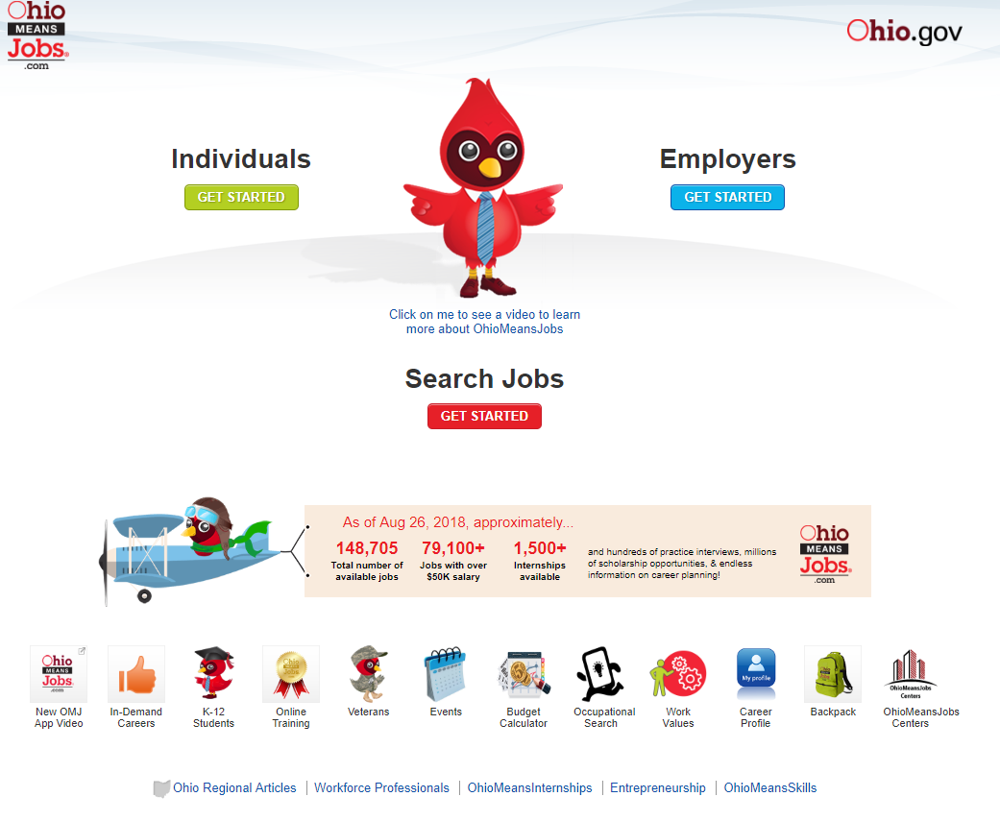 Ohio
MEANS
Jobs®
.com
Ohio.gov
Individuals
GET STARTED
Employers
GET STARTED
Click on me to see a video to learn
more about OhioMeansJobs
Search Jobs
GET STARTED
As of Aug 26, 2018, approximately...
148,705
Total number of
available jobs
79,100+
Jobs with over
$50K salary
1,500+
Internships
available
and hundreds of practice interviews, millions
of scholarship opportunities, & endless
information on career planning!
Ohio
MEANS
Jobs®
.com
Ohio
MEANS
Jobs
.com
New OMJ
App Video
In-Demand
Careers
K-12
Students
Online
Training
Veterans
Events
Budget
Calculator
Occupational
Search
Work
Values
My profile
Career
Profile
Backpack
OhioMeansJobs
Centers
OhioMeansJobs
Centers
Ohio Regional Articles | Workforce Professionals | OhioMeansInternships | Entrepreneurship | OhioMeansSkills